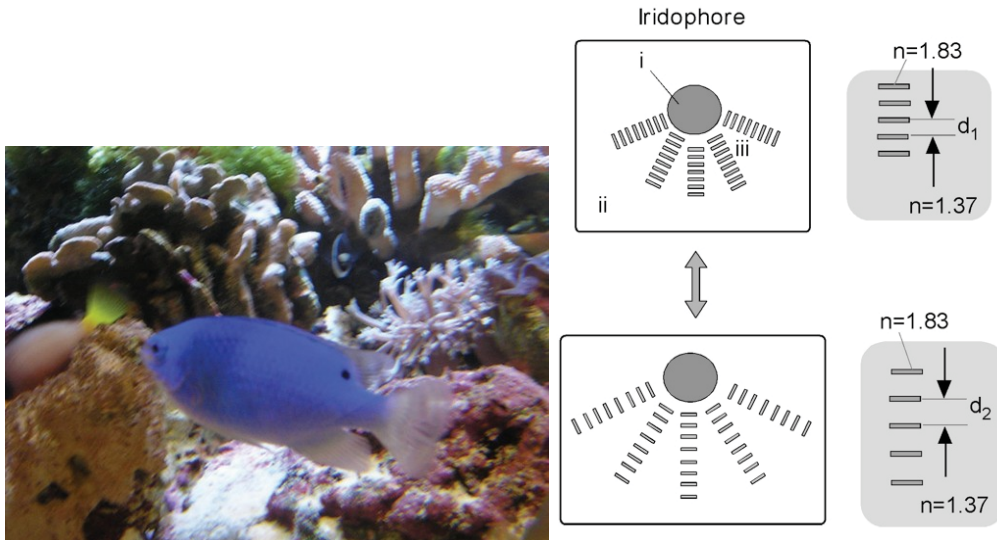 Iridophore
i
ii
iii
n=1.83
d1
n=1.37
n=1.83
d2
n=1.37